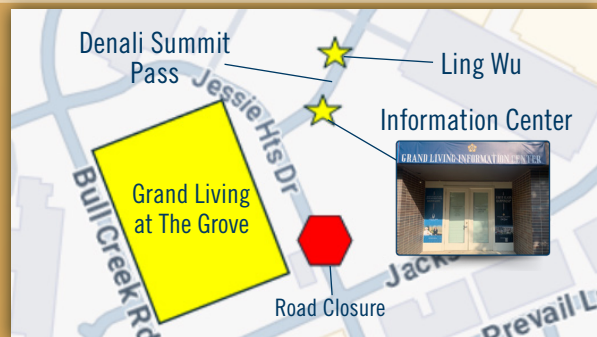 Denali Summit
Pass
Ling Wu
Jessie Hts Dr
Information Center
GRAND LIVING INFORMATION CENTER
Grand Living
at The Grove
Bull Creek Rd
Road Closure
Prevail